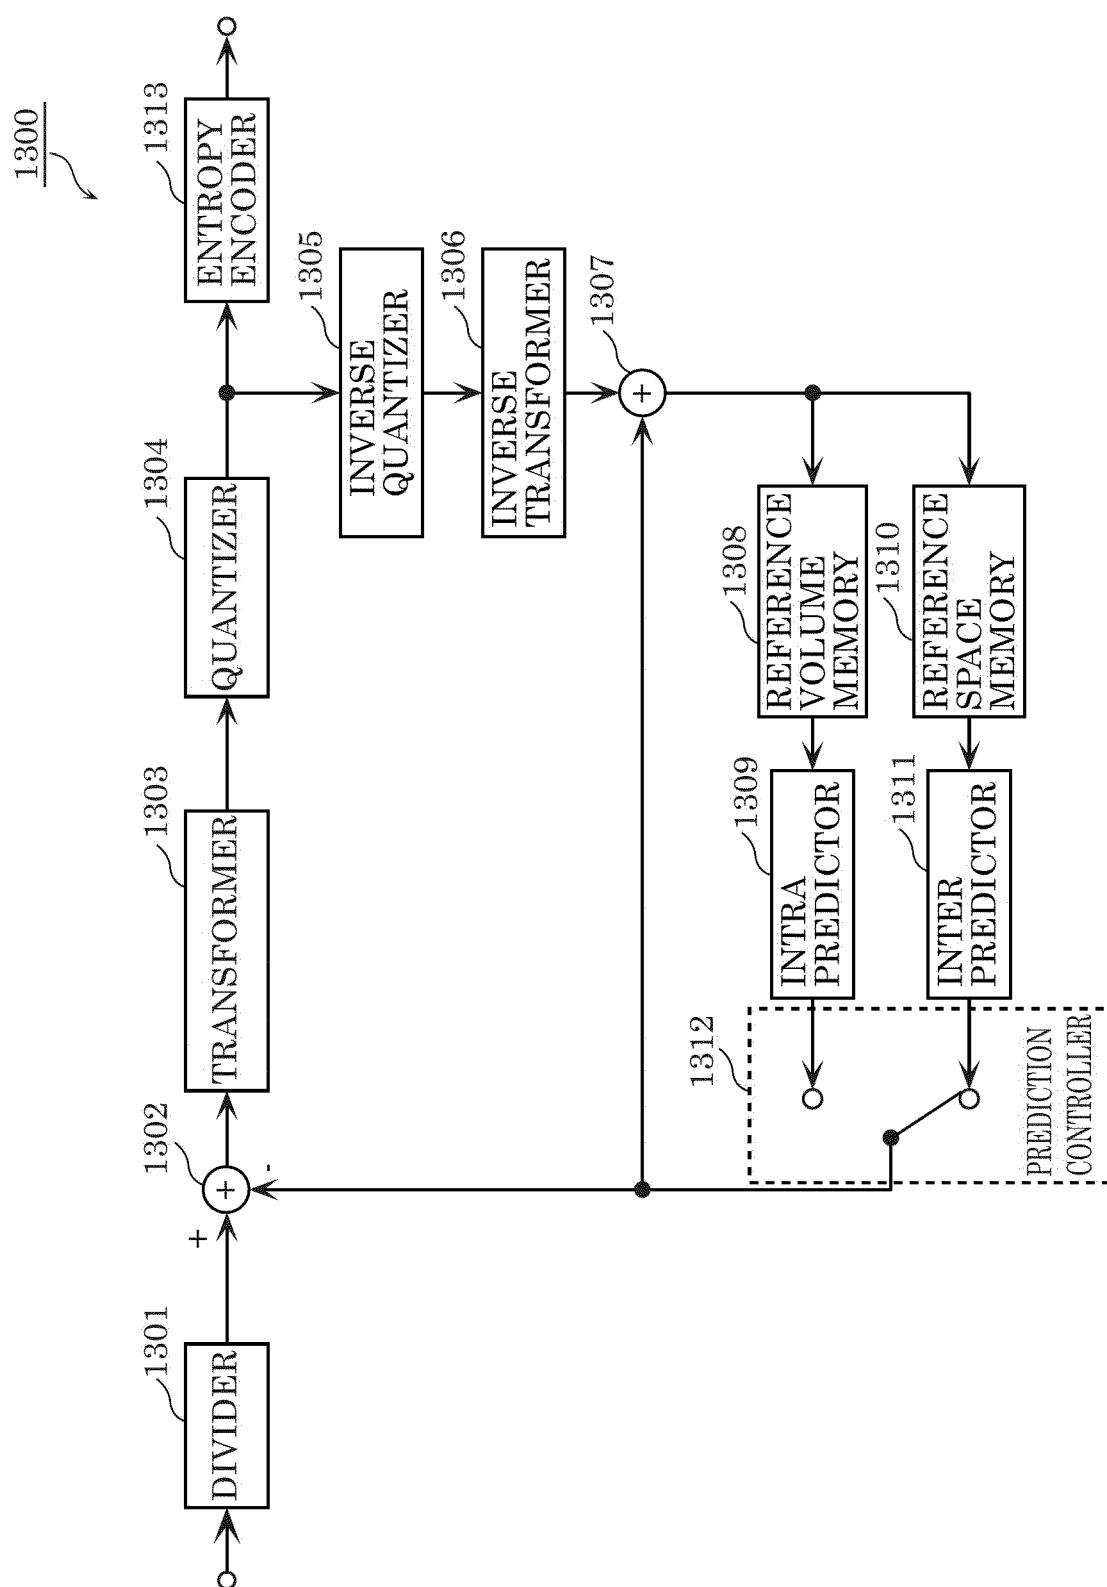 1300
1301
DIVIDER
+
1302
+
-
1303
TRANSFORMER
1304
QUANTIZER
1313
ENTROPY
ENCODER
1305
INVERSE
QUANTIZER
1306
INVERSE
TRANSFORMER
1307
+
1308
REFERENCE
VOLUME
MEMORY
1309
INTRA
PREDICTOR
1310
REFERENCE
SPACE
MEMORY
1311
INTER
PREDICTOR
1312
PREDICTION
CONTROLLER